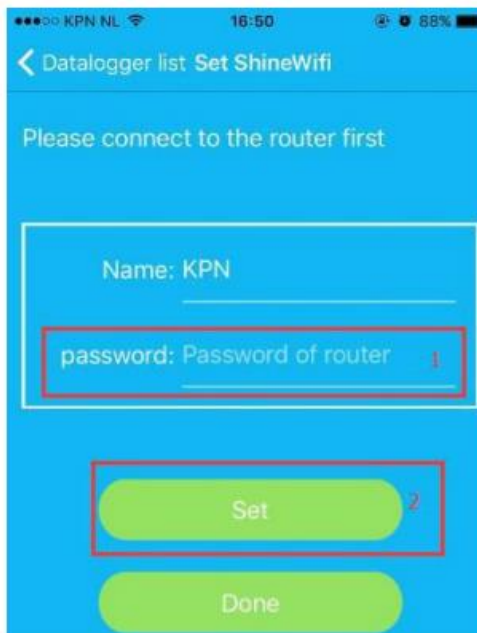 KPN NL 16:50 88%
Datalogger list Set ShineWifi
Please connect to the router first
Name: KPN
password: Password of router 1
Set 2
Done